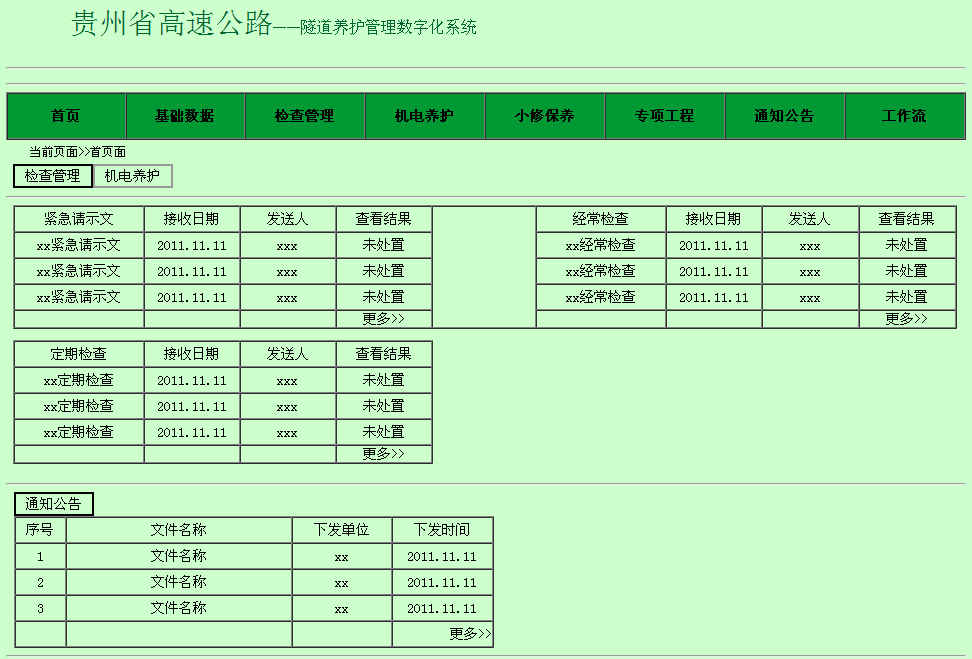 贵州省高速公路——隧道养护管理数字化系统
首页 基础数据 检查管理 机电养护 小修保养 专项工程 通知公告 工作流
当前页面>>首页面
检查管理 机电养护
紧急请示文 接收日期 发送人 查看结果 经常检查 接收日期 发送人 查看结果
xx紧急请示文 2011.11.11 xxx 未处置 xx经常检查 2011.11.11 xxx 未处置
xx紧急请示文 2011.11.11 xxx 未处置 xx经常检查 2011.11.11 xxx 未处置
xx紧急请示文 2011.11.11 xxx 未处置 xx经常检查 2011.11.11 xxx 未处置
更多>> 更多>>
定期检查 接收日期 发送人 查看结果
xx定期检查 2011.11.11 xxx 未处置
xx定期检查 2011.11.11 xxx 未处置
xx定期检查 2011.11.11 xxx 未处置
更多>>
通知公告
序号 文件名称 下发单位 下发时间
1 文件名称 xx 2011.11.11
2 文件名称 xx 2011.11.11
3 文件名称 xx 2011.11.11
更多>>